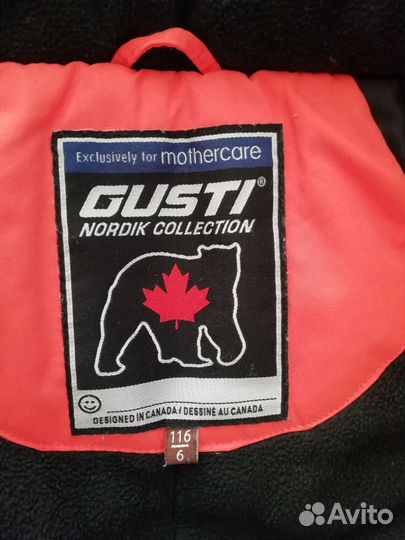 Exclusively for mothercare
GUSTI®
NORDIK COLLECTION
DESIGNED IN CANADA / DESSINÉ AU CANADA
116
6
Avito